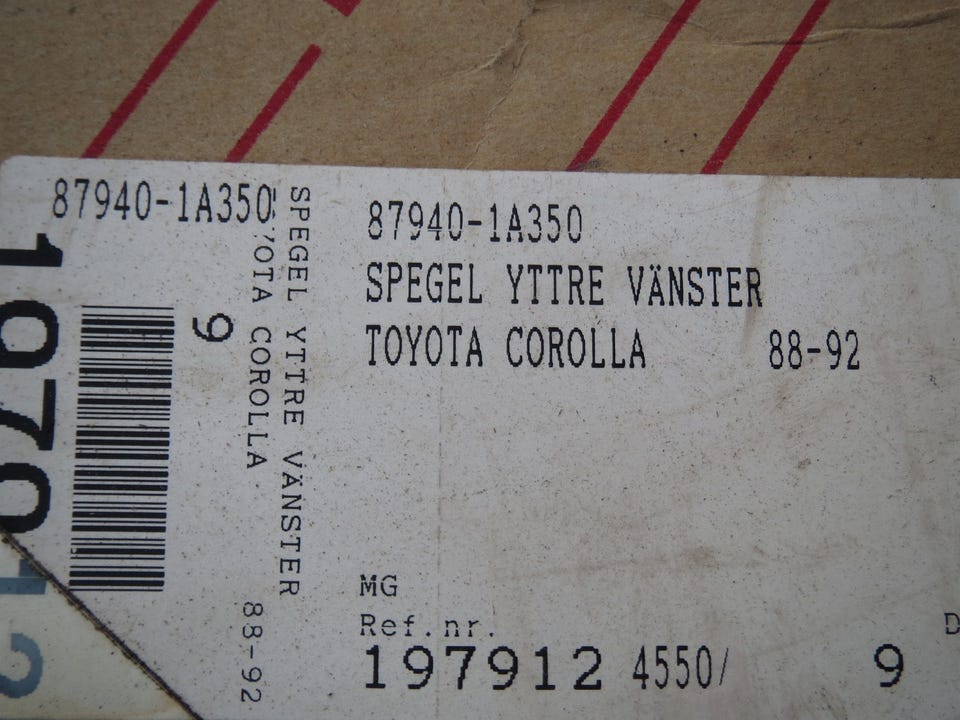 87940-1A350
SPEGEL YTTRE VÄNSTER
COROLLA 88-92
9
87940-1A350
SPEGEL YTTRE VÄNSTER
TOYOTA COROLLA 88-92
MG
Ref.nr.
197912 4550/ 9